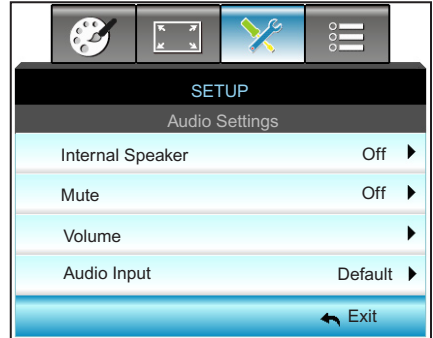 SETUP
Audio Settings
Internal Speaker Off
Mute Off
Volume
Audio Input Default
Exit